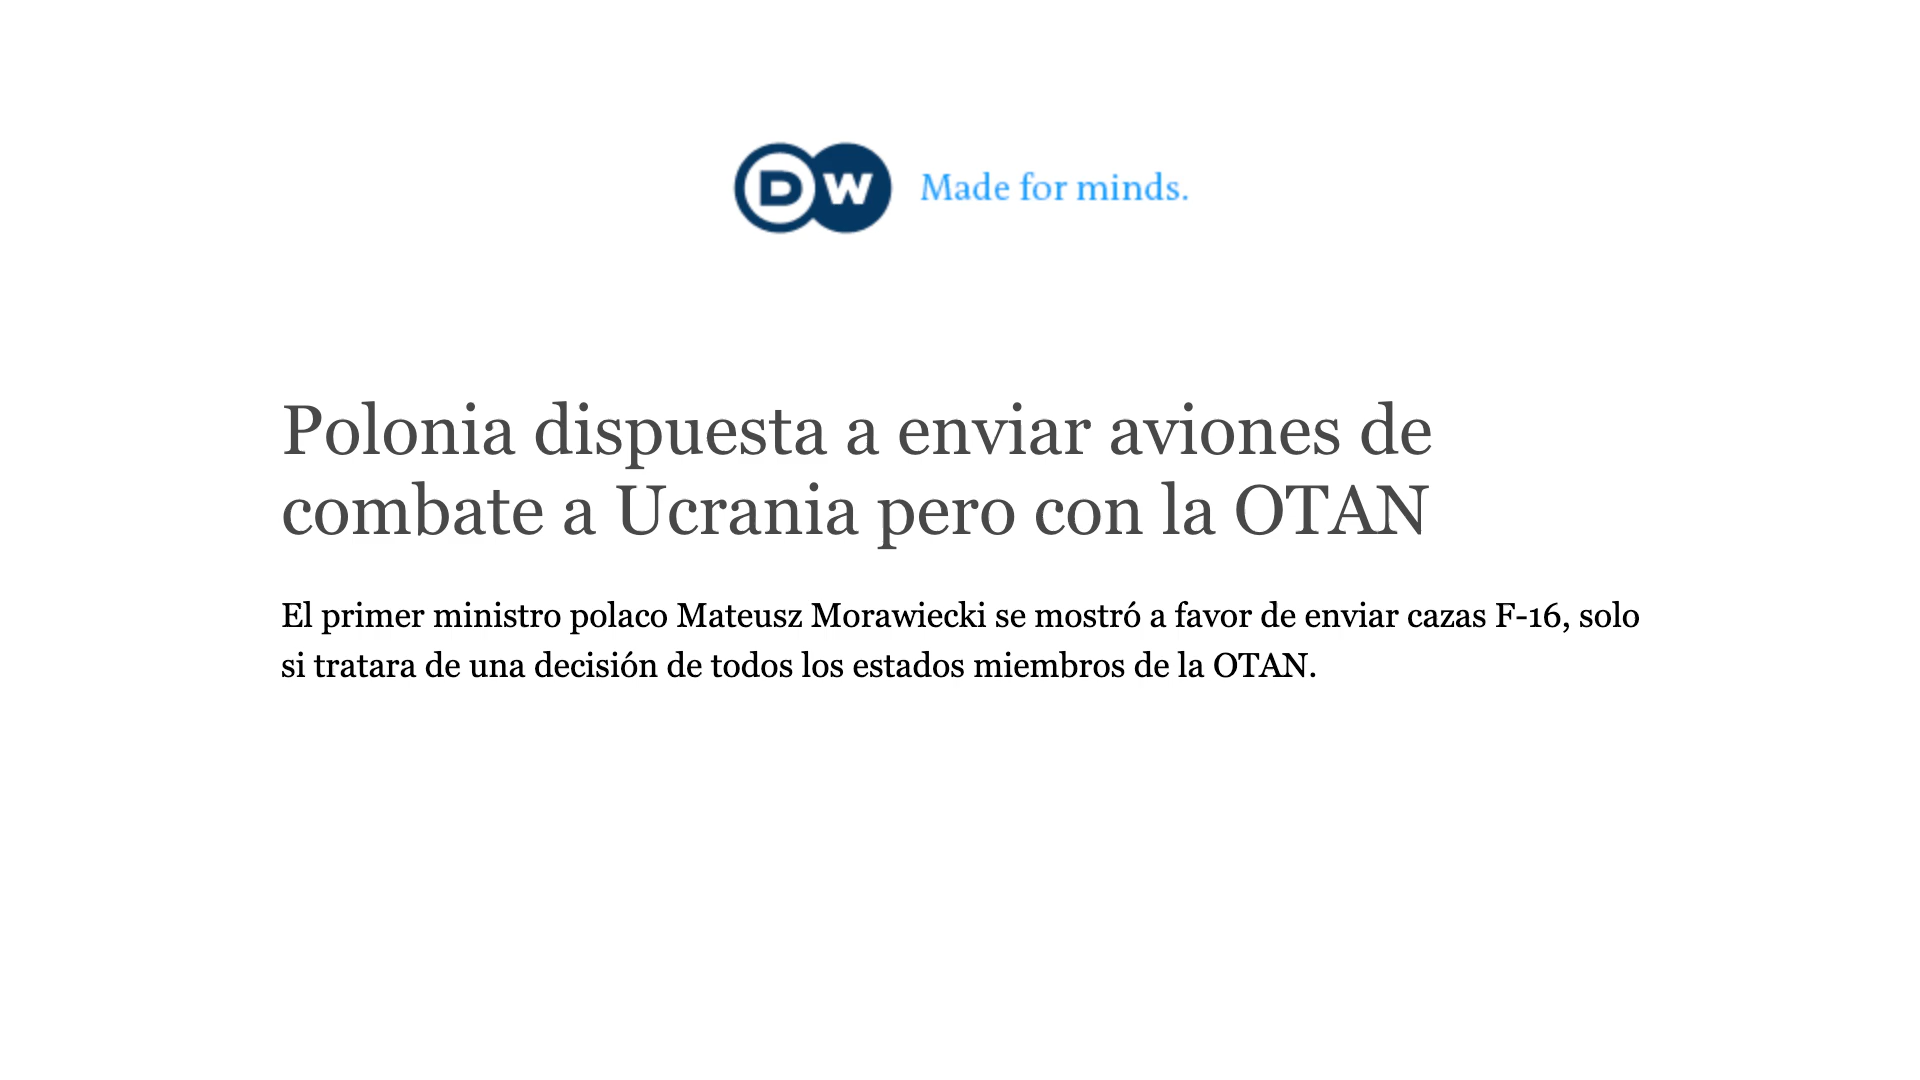 DW Made for minds.
Polonia dispuesta a enviar aviones de
combate a Ucrania pero con la OTAN
El primer ministro polaco Mateusz Morawiecki se mostró a favor de enviar cazas F-16, solo
si tratara de una decisión de todos los estados miembros de la OTAN.